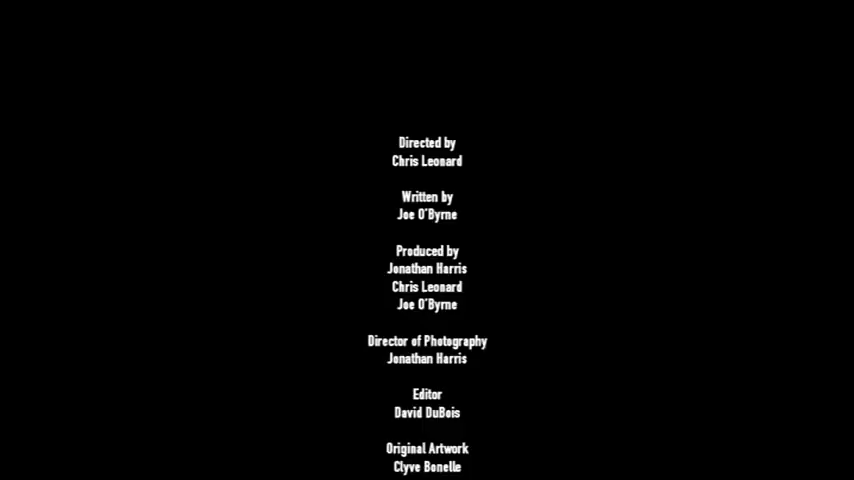 Directed by
Chris Leonard
Written by
Joe O'Byrne
Produced by
Jonathan Harris
Chris Leonard
Joe O'Byrne
Director of Photography
Jonathan Harris
Editor
David DuBois
Original Artwork
Clyve Bonelle